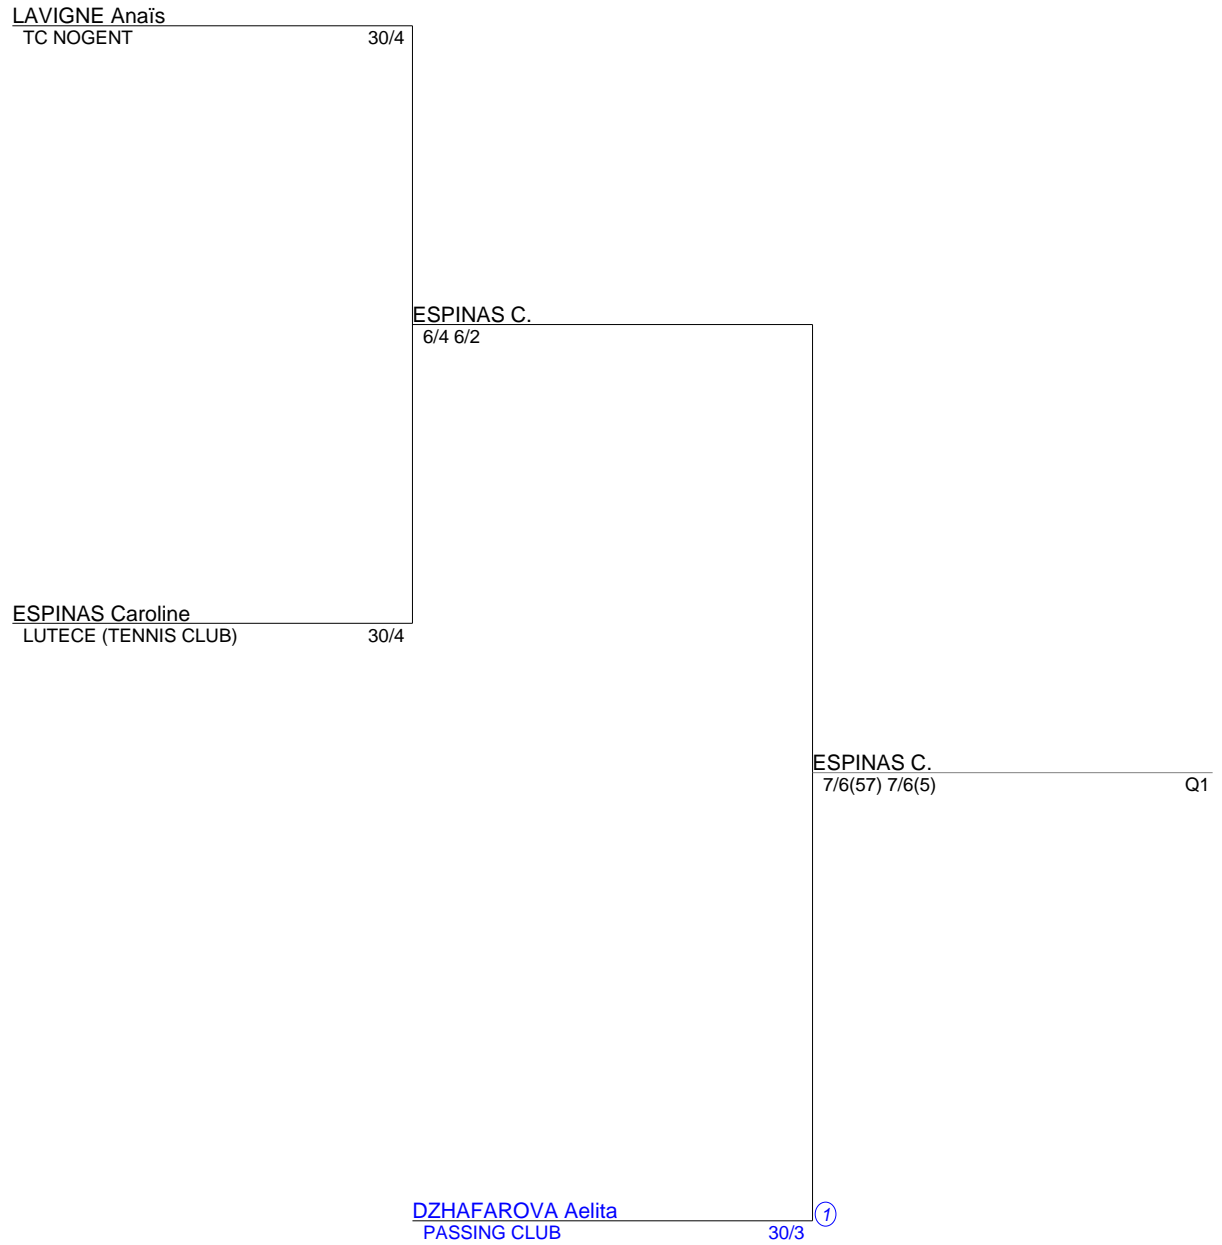 LAVIGNE Anaïs
TC NOGENT 30/4
ESPINAS C.
6/4 6/2
ESPINAS Caroline
LUTECE (TENNIS CLUB) 30/4
ESPINAS C.
7/6(57) 7/6(5) Q1
DZHAFAROVA Aelita 1
PASSING CLUB 30/3